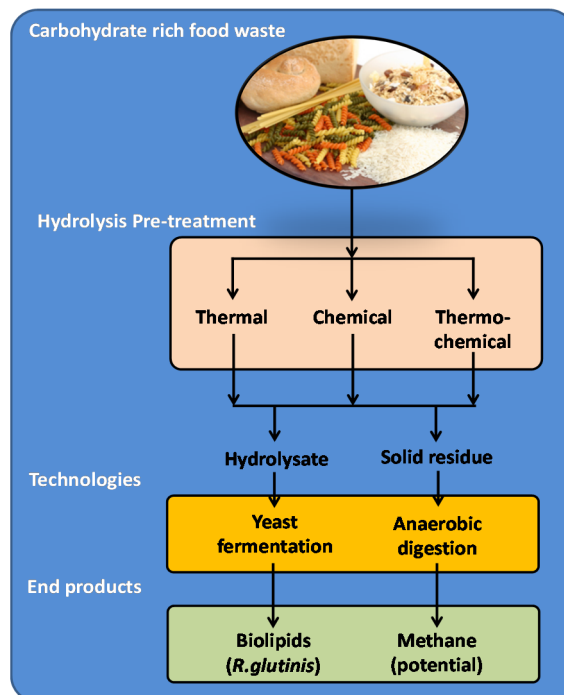 Carbohydrate rich food waste
Hydrolysis Pre-treatment
Thermal
Chemical
Thermo-
chemical
Hydrolysate
Solid residue
Technologies
Yeast
fermentation
Anaerobic
digestion
End products
Biolipids
(R.glutinis)
Methane
(potential)